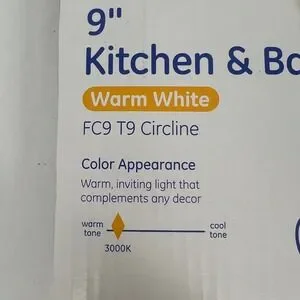 9"
Kitchen & Ba
Warm White
FC9 T9 Circline
Color Appearance
Warm, inviting light that
complements any decor
warm tone
cool tone
3000K